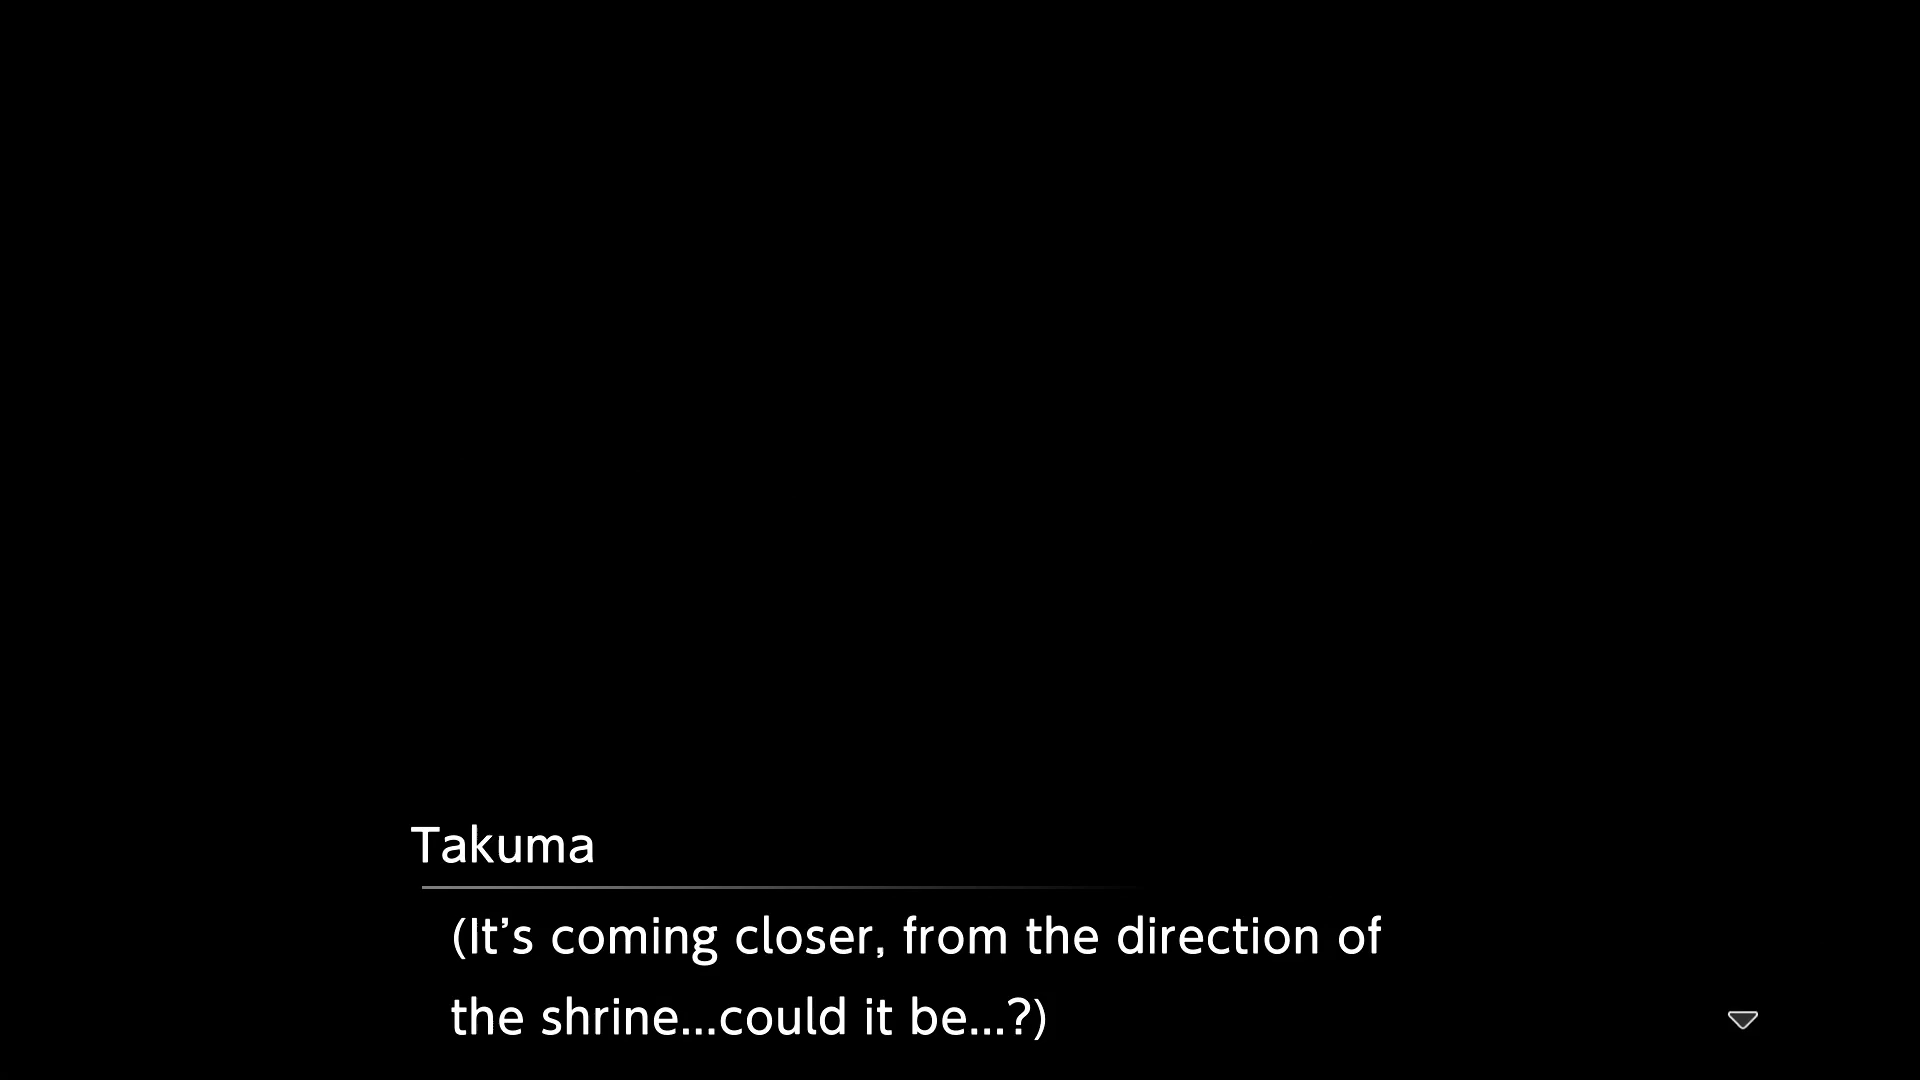 Takuma
(It’s coming closer, from the direction of
the shrine...could it be...?)